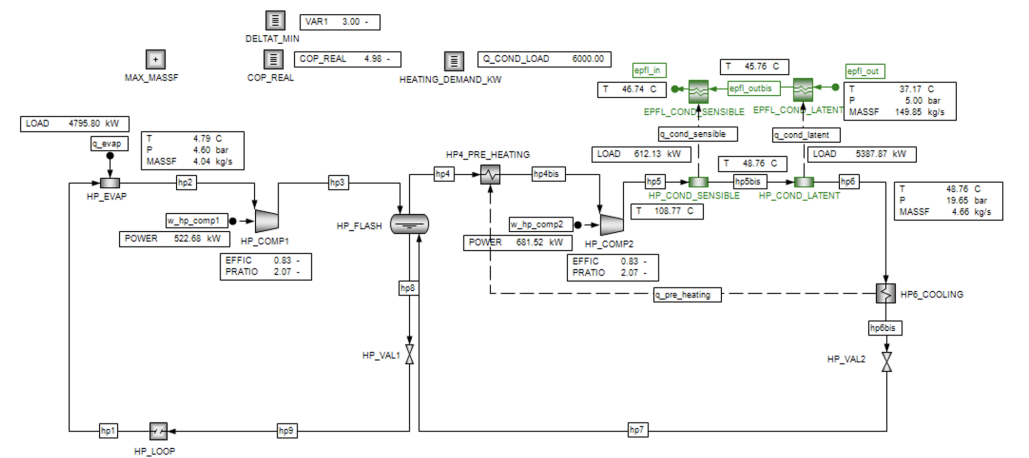 VAR1 3.00 -
DELTAT_MIN
COP_REAL 4.98 -
Q_COND_LOAD 6000.00
MAX_MASSF
COP_REAL
HEATING_DEMAND_KW
epfl_in
T 45.76 C
epfl_out
T 46.74 C
epfl_outbis
T 37.17 C
P 5.00 bar
MASSF 149.85 kg/s
EPFL_COND_SENSIBLE
EPFL_COND_LATENT
LOAD 4795.80 kW
q_evap
T 4.79 C
P 4.60 bar
MASSF 4.04 kg/s
q_cond_sensible
q_cond_latent
HP4_PRE_HEATING
LOAD 612.13 kW
T 48.76 C
LOAD 5387.87 kW
hp2
hp3
hp4
hp4bis
hp5
hp5bis
hp6
HP_EVAP
HP_COND_SENSIBLE
HP_COND_LATENT
T 48.76 C
P 19.65 bar
MASSF 4.66 kg/s
T 108.77 C
w_hp_comp1
HP_FLASH
w_hp_comp2
POWER 522.68 kW
HP_COMP1
POWER 681.52 kW
HP_COMP2
EFFIC 0.83 -
PRATIO 2.07 -
EFFIC 0.83 -
PRATIO 2.07 -
hp8
q_pre_heating
HP6_COOLING
hp6bis
HP_VAL1
HP_VAL2
hp1
hp9
hp7
HP_LOOP